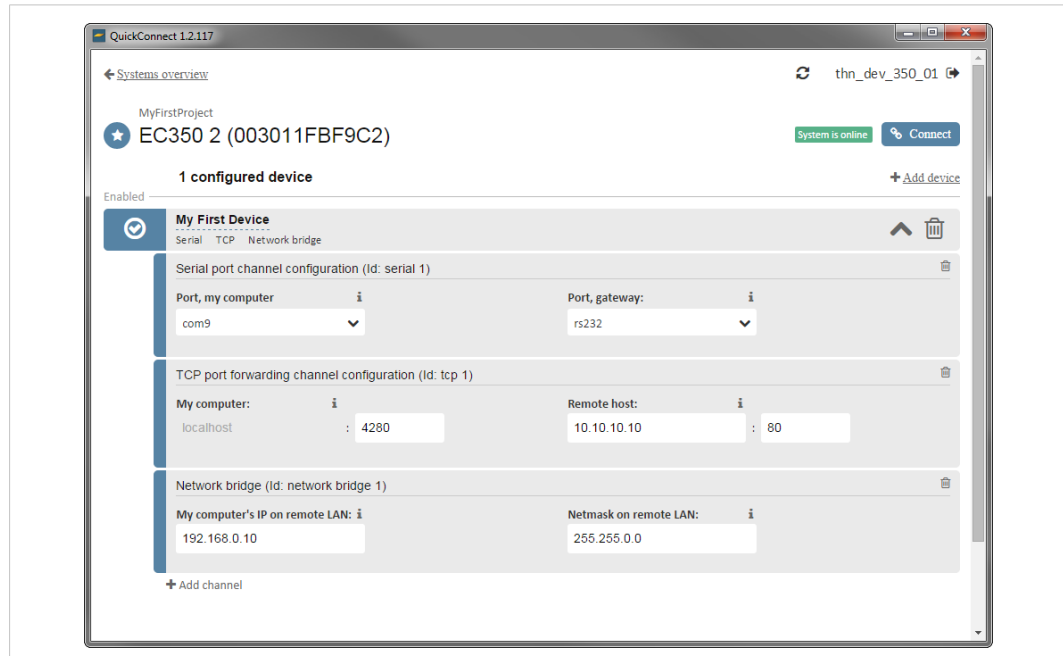 QuickConnect 1.2.117
Systems overview
thn_dev_350_01
MyFirstProject
EC350 2 (003011FBF9C2)
System is online
Connect
1 configured device
Add device
Enabled
My First Device
Serial TCP Network bridge
Serial port channel configuration (Id: serial 1)
Port, my computer i Port, gateway: i
com9 rs232
TCP port forwarding channel configuration (Id: tcp 1)
My computer: i Remote host: i
localhost : 4280 10.10.10.10 : 80
Network bridge (Id: network bridge 1)
My computer's IP on remote LAN: i Netmask on remote LAN: i
192.168.0.10 255.255.0.0
Add channel